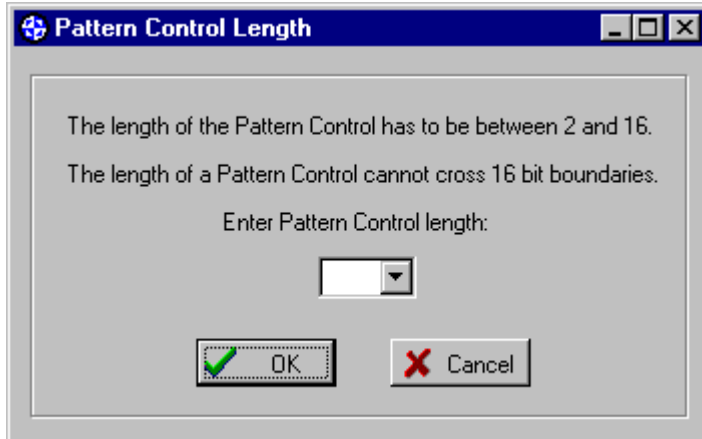 Pattern Control Length
The length of the Pattern Control has to be between 2 and 16.
The length of a Pattern Control cannot cross 16 bit boundaries.
Enter Pattern Control length:
OK
Cancel